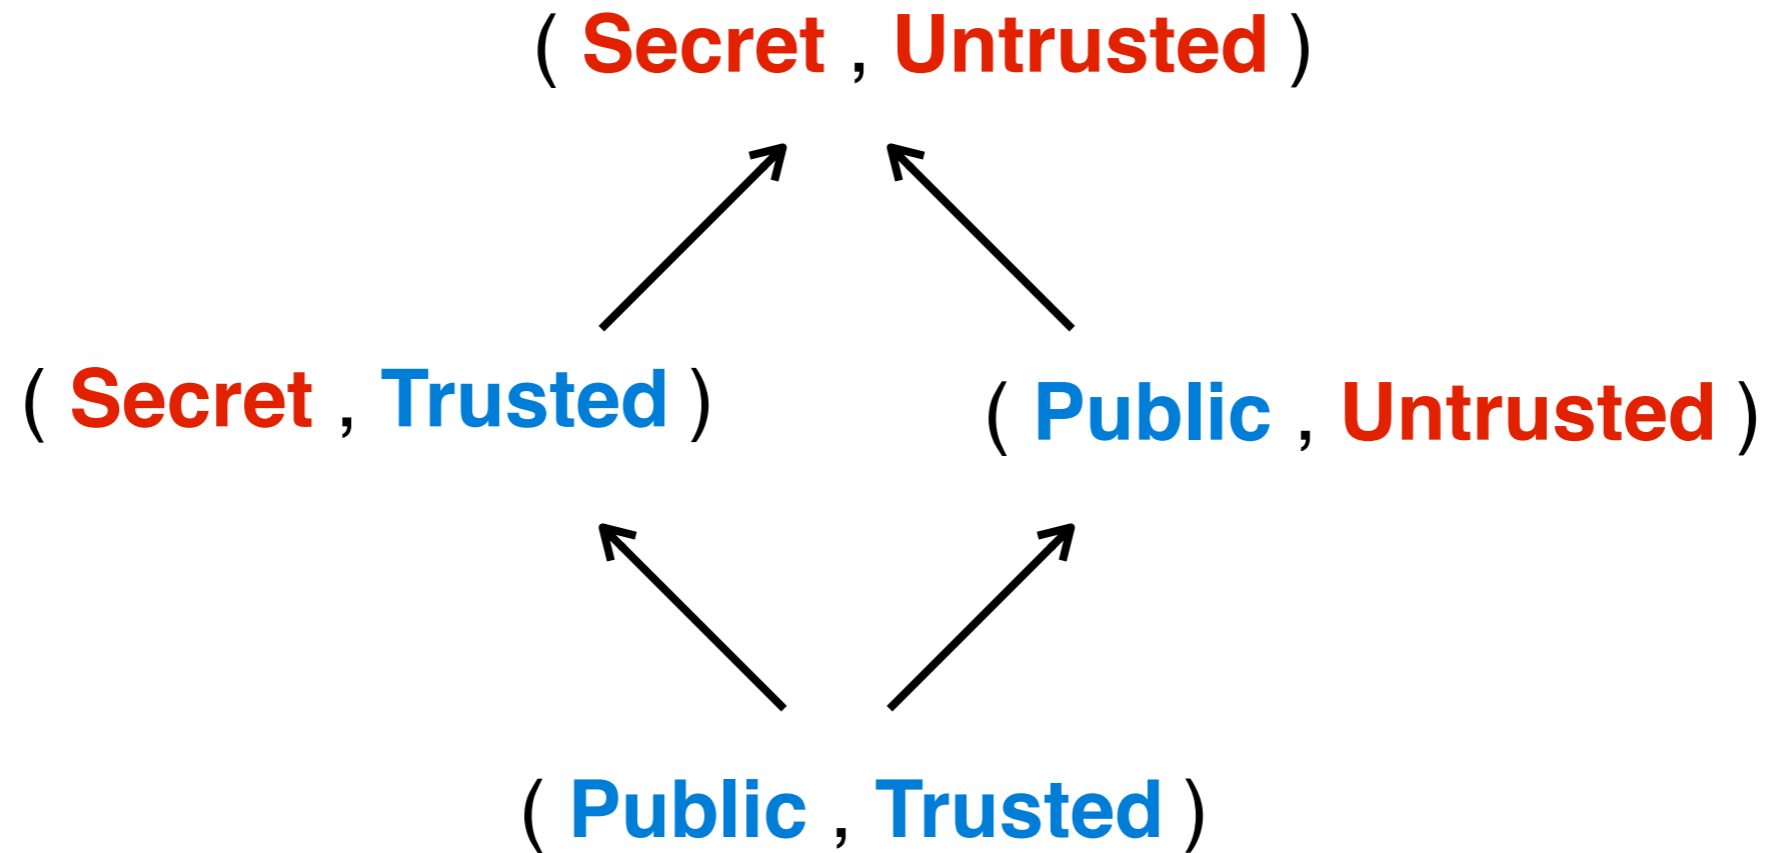 ( Secret , Untrusted )
( Secret , Trusted )
( Public , Untrusted )
( Public , Trusted )